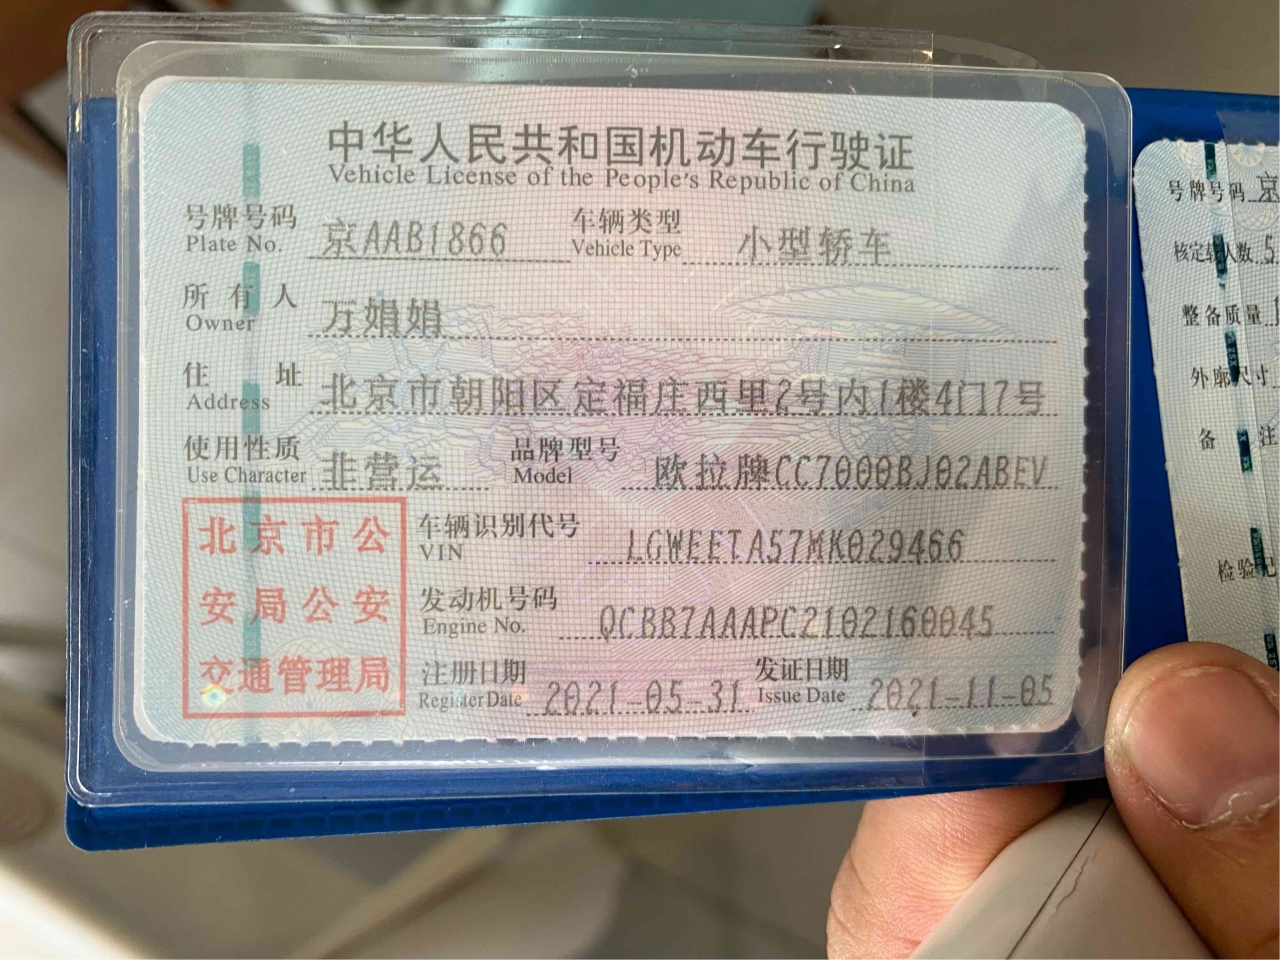 中华人民共和国机动车行驶证
Vehicle License of the People's Republic of China
号牌号码 京AAB1866 车辆类型 小型轿车
Plate No. Vehicle Type
所有人 万娟娟
Owner
住址 北京市朝阳区定福庄西里2号内1楼4门7号
Address
使用性质 非营运 品牌型号 欧拉牌CC7000BJ02ABEV
Use Character Model
北京市公
安局公安
交通管理局
车辆识别代号 LGWEETA57MK029466
VIN
发动机号码 QCBB7AAAPC2102160045
Engine No.
注册日期 2021-05-31 发证日期 2021-11-05
Register Date Issue Date
号牌号码 京
核定载人数 5
整备质量
外廓尺寸
备 注
检验记